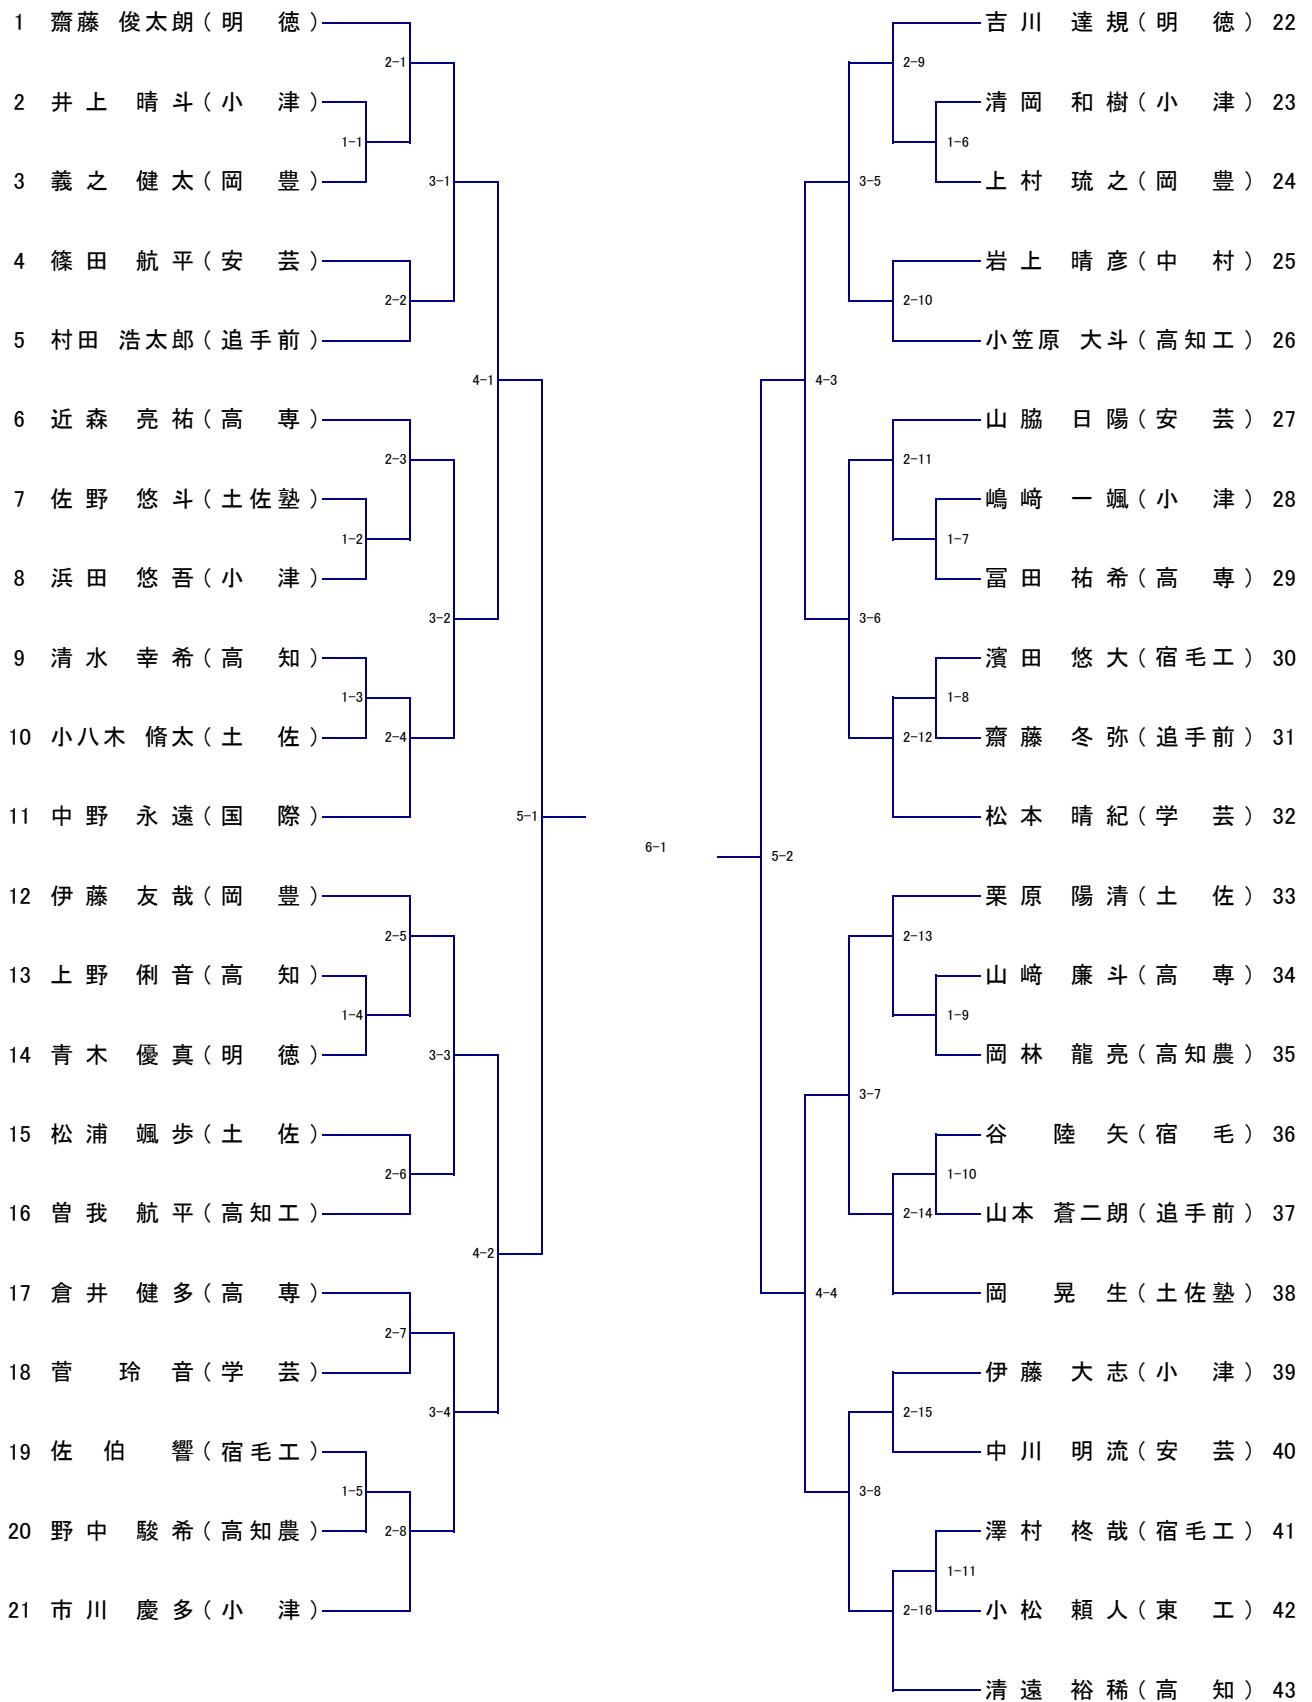 1 齋藤 俊太朗 ( 明 徳 )
2-1
2 井上 晴斗 ( 小 津 )
1-1
3 義之 健太 ( 岡 豊 )
3-1
4 篠田 航平 ( 安 芸 )
2-2
5 村田 浩太郎 ( 追手前 )
4-1
6 近森 亮祐 ( 高 専 )
2-3
7 佐野 悠斗 ( 土佐塾 )
1-2
8 浜田 悠吾 ( 小 津 )
3-2
9 清水 幸希 ( 高 知 )
1-3
10 小八木 脩太 ( 土 佐 )
2-4
11 中野 永遠 ( 国 際 )
5-1
12 伊藤 友哉 ( 岡 豊 )
2-5
13 上野 俐音 ( 高 知 )
1-4
14 青木 優真 ( 明 徳 )
3-3
15 松浦 颯歩 ( 土 佐 )
2-6
16 曽我 航平 ( 高知工 )
4-2
17 倉井 健多 ( 高 専 )
2-7
18 菅 玲音 ( 学 芸 )
3-4
19 佐伯 響 ( 宿毛工 )
1-5
20 野中 駿希 ( 高知農 )
2-8
21 市川 慶多 ( 小 津 )
6-1
吉川 達規 ( 明 徳 ) 22
2-9
清岡 和樹 ( 小 津 ) 23
1-6
上村 琉之 ( 岡 豊 ) 24
3-5
岩上 晴彦 ( 中 村 ) 25
2-10
小笠原 大斗 ( 高知工 ) 26
4-3
山脇 日陽 ( 安 芸 ) 27
2-11
嶋﨑 一颯 ( 小 津 ) 28
1-7
冨田 祐希 ( 高 専 ) 29
3-6
濱田 悠大 ( 宿毛工 ) 30
1-8
齋藤 冬弥 ( 追手前 ) 31
2-12
松本 晴紀 ( 学 芸 ) 32
5-2
栗原 陽清 ( 土 佐 ) 33
2-13
山﨑 廉斗 ( 高 専 ) 34
1-9
岡林 龍亮 ( 高知農 ) 35
3-7
谷 陸矢 ( 宿 毛 ) 36
1-10
山本 蒼二朗 ( 追手前 ) 37
2-14
岡 晃生 ( 土佐塾 ) 38
4-4
伊藤 大志 ( 小 津 ) 39
2-15
中川 明流 ( 安 芸 ) 40
3-8
澤村 柊哉 ( 宿毛工 ) 41
1-11
小松 頼人 ( 東 工 ) 42
2-16
清遠 裕稀 ( 高 知 ) 43